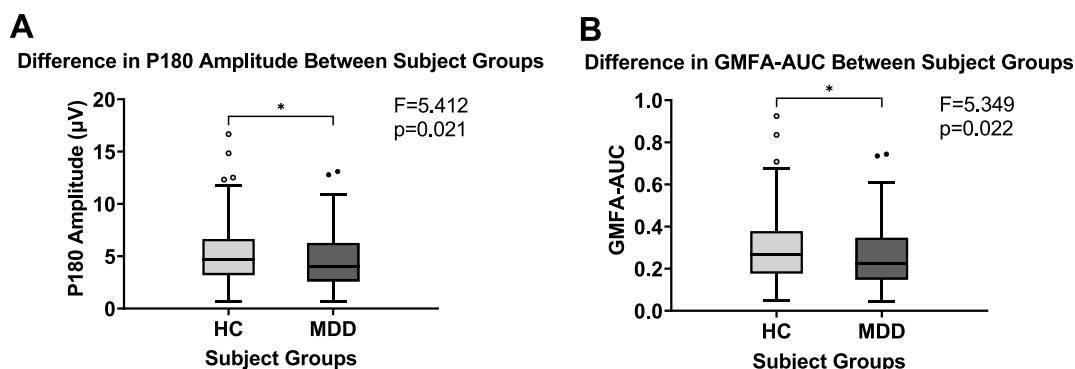 A
Difference in P180 Amplitude Between Subject Groups
*
F=5.412
p=0.021
P180 Amplitude (µV)
20
15
10
5
0
HC
MDD
Subject Groups
B
Difference in GMFA-AUC Between Subject Groups
*
F=5.349
p=0.022
GMFA-AUC
1.0
0.8
0.6
0.4
0.2
0.0
HC
MDD
Subject Groups